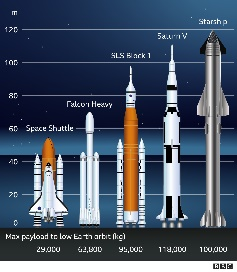 m
120
Starship
Saturn V
100
SLS Block 1
80
Falcon Heavy
60
Space Shuttle
40
20
0
Max payload to low Earth orbit (kg)
29,000 63,800 95,000 118,000 100,000
BBC